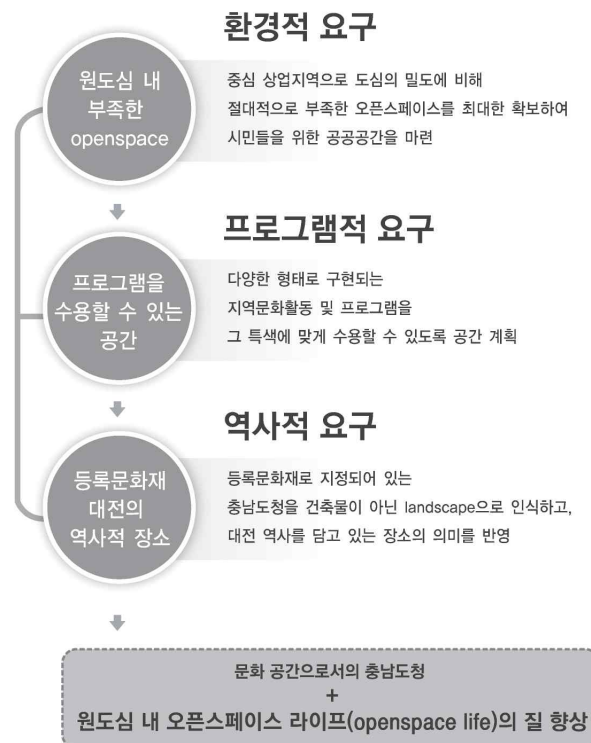 환경적 요구
원도심 내
부족한
openspace
중심 상업지역으로 도심의 밀도에 비해
절대적으로 부족한 오픈스페이스를 최대한 확보하여
시민들을 위한 공공공간을 마련
프로그램적 요구
프로그램을
수용할 수 있는
공간
다양한 형태로 구현되는
지역문화활동 및 프로그램을
그 특색에 맞게 수용할 수 있도록 공간 계획
역사적 요구
등록문화재
대전의
역사적 장소
등록문화재로 지정되어 있는
충남도청을 건축물이 아닌 landscape으로 인식하고,
대전 역사를 담고 있는 장소의 의미를 반영
문화 공간으로서의 충남도청
+
원도심 내 오픈스페이스 라이프(openspace life)의 질 향상